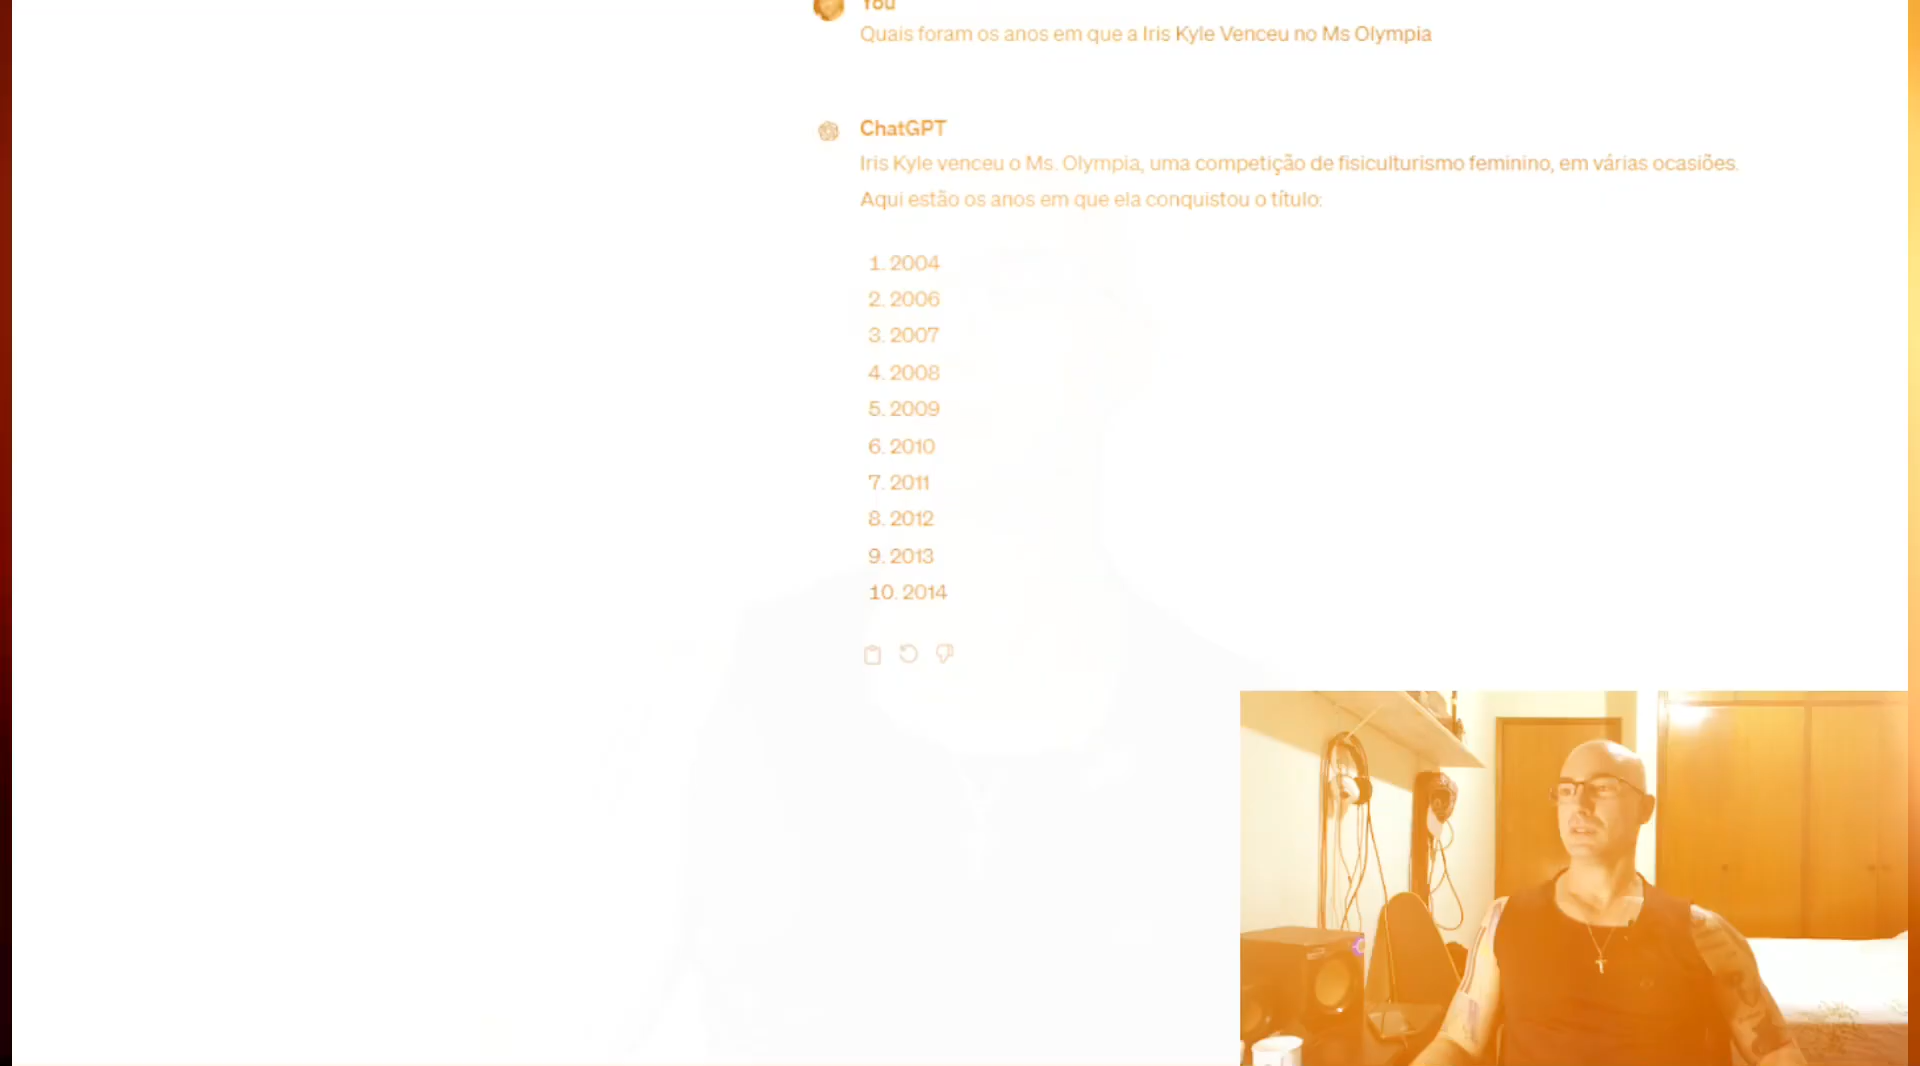 You
Quais foram os anos em que a Iris Kyle Venceu no Ms Olympia
ChatGPT
Iris Kyle venceu o Ms. Olympia, uma competição de fisiculturismo feminino, em várias ocasiões.
Aqui estão os anos em que ela conquistou o título:
1. 2004
2. 2006
3. 2007
4. 2008
5. 2009
6. 2010
7. 2011
8. 2012
9. 2013
10. 2014